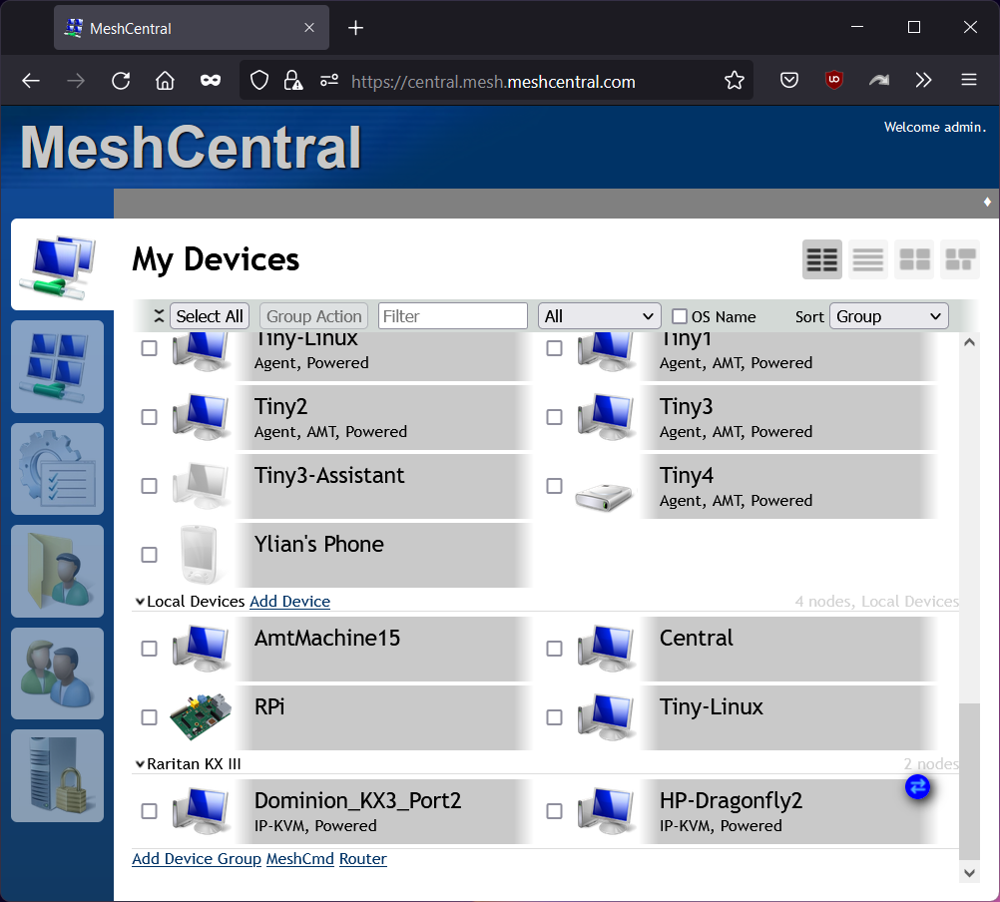 MeshCentral
https://central.mesh.meshcentral.com
MeshCentral
Welcome admin.
My Devices
Select All Group Action Filter All OS Name Sort Group
Tiny-Linux Tiny1
Agent, Powered Agent, AMT, Powered
Tiny2 Tiny3
Agent, AMT, Powered Agent, AMT, Powered
Tiny3-Assistant Tiny4
Agent, AMT, Powered
Ylian's Phone
Local Devices Add Device 4 nodes, Local Devices
AmtMachine15 Central
RPi Tiny-Linux
Raritan KX III 2 nodes
Dominion_KX3_Port2 HP-Dragonfly2
IP-KVM, Powered IP-KVM, Powered
Add Device Group MeshCmd Router